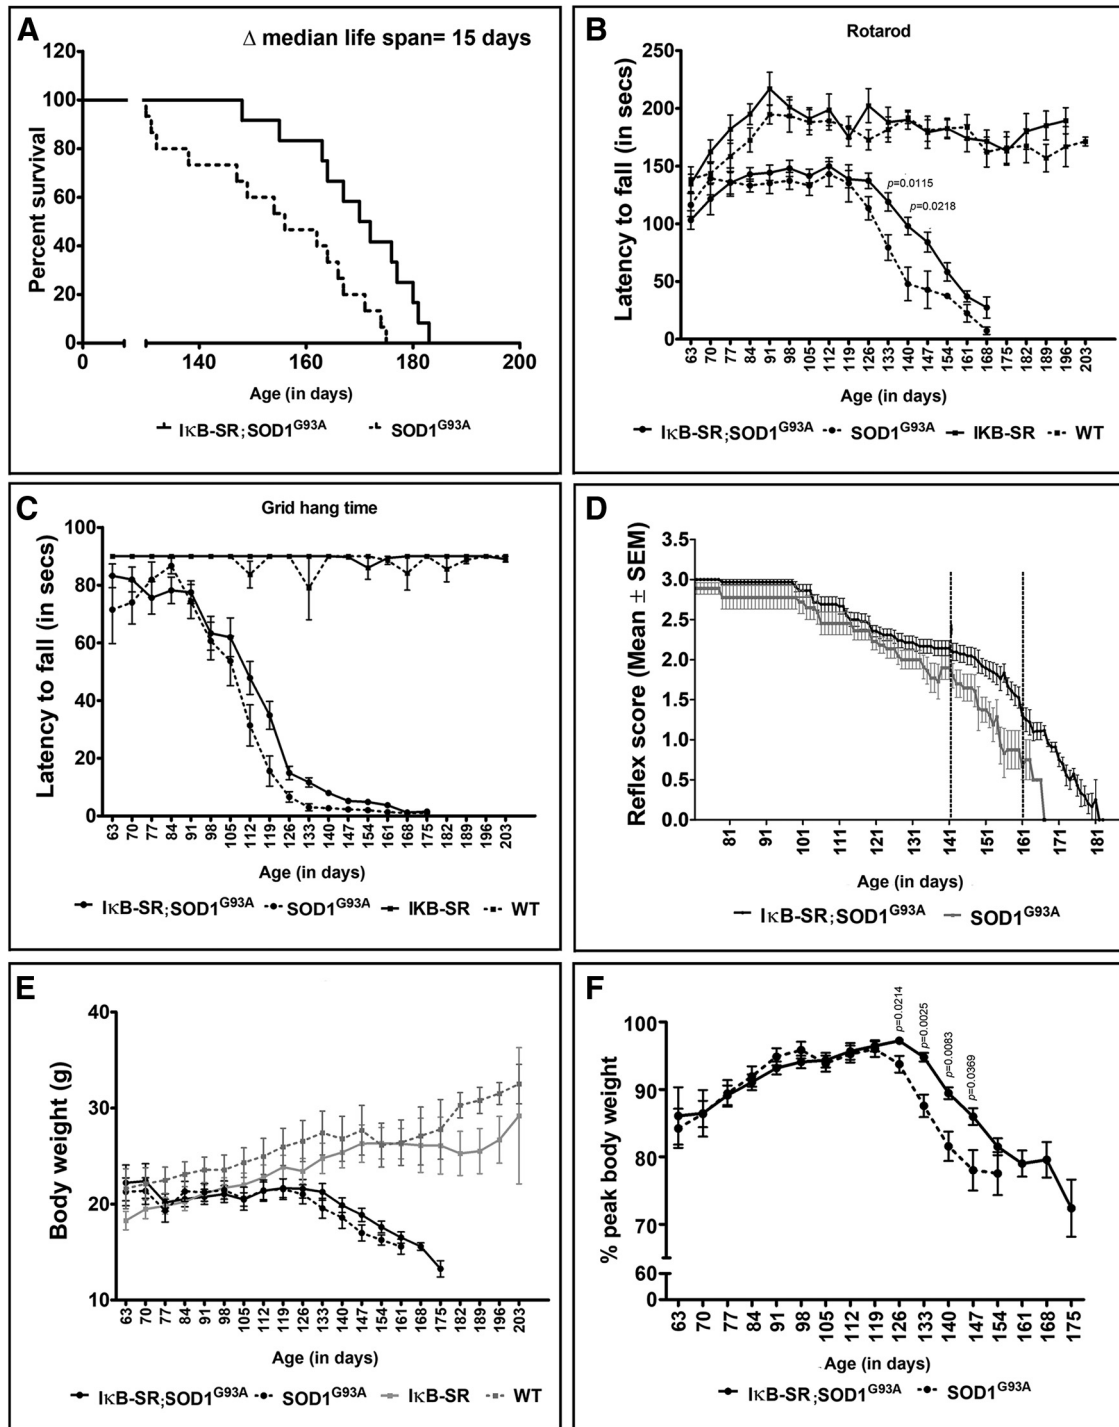 A
Δ median life span= 15 days
120
100
80
60
40
20
0
Percent survival
0 140 160 180 200
Age (in days)
IκB-SR;SOD1G93A SOD1G93A
B
Rotarod
250
200
150
100
50
0
Latency to fall (in secs)
p=0.0115
p=0.0218
63 70 77 84 91 98 105 112 119 126 133 140 147 154 161 168 175 182 189 196 203
Age (in days)
IκB-SR;SOD1G93A SOD1G93A IKB-SR WT
C
Grid hang time
100
80
60
40
20
0
Latency to fall (in secs)
63 70 77 84 91 98 105 112 119 126 133 140 147 154 161 168 175 182 189 196 203
Age (in days)
IκB-SR;SOD1G93A SOD1G93A IKB-SR WT
D
3.5
3.0
2.5
2.0
1.5
1.0
0.5
0.0
Reflex score (Mean ± SEM)
81 91 101 111 121 131 141 151 161 171 181
Age (in days)
IκB-SR;SOD1G93A SOD1G93A
E
40
30
20
10
Body weight (g)
63 70 77 84 91 98 105 112 119 126 133 140 147 154 161 168 175 182 189 196 203
Age (in days)
IκB-SR;SOD1G93A SOD1G93A IκB-SR WT
F
100
90
80
70
60
0
% peak body weight
p=0.0214
p=0.0025
p=0.0083
p=0.0369
63 70 77 84 91 98 105 112 119 126 133 140 147 154 161 168 175
Age (in days)
IκB-SR;SOD1G93A SOD1G93A